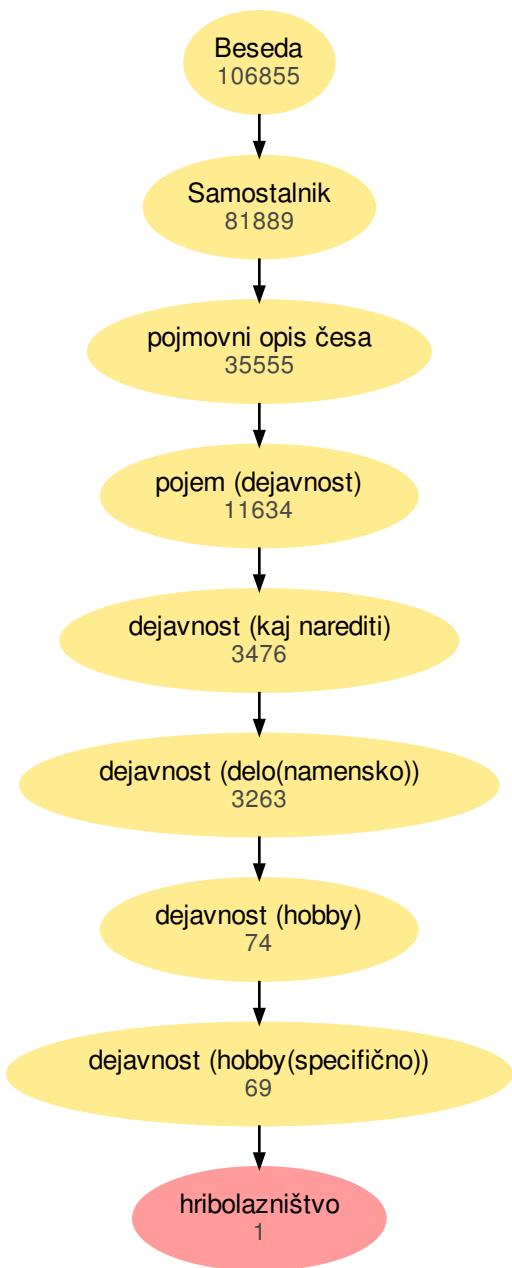 Beseda
106855
Samostalnik
81889
pojmovni opis česa
35555
pojem (dejavnost)
11634
dejavnost (kaj narediti)
3476
dejavnost (delo(namensko))
3263
dejavnost (hobby)
74
dejavnost (hobby(specifično))
69
hribolazništvo
1